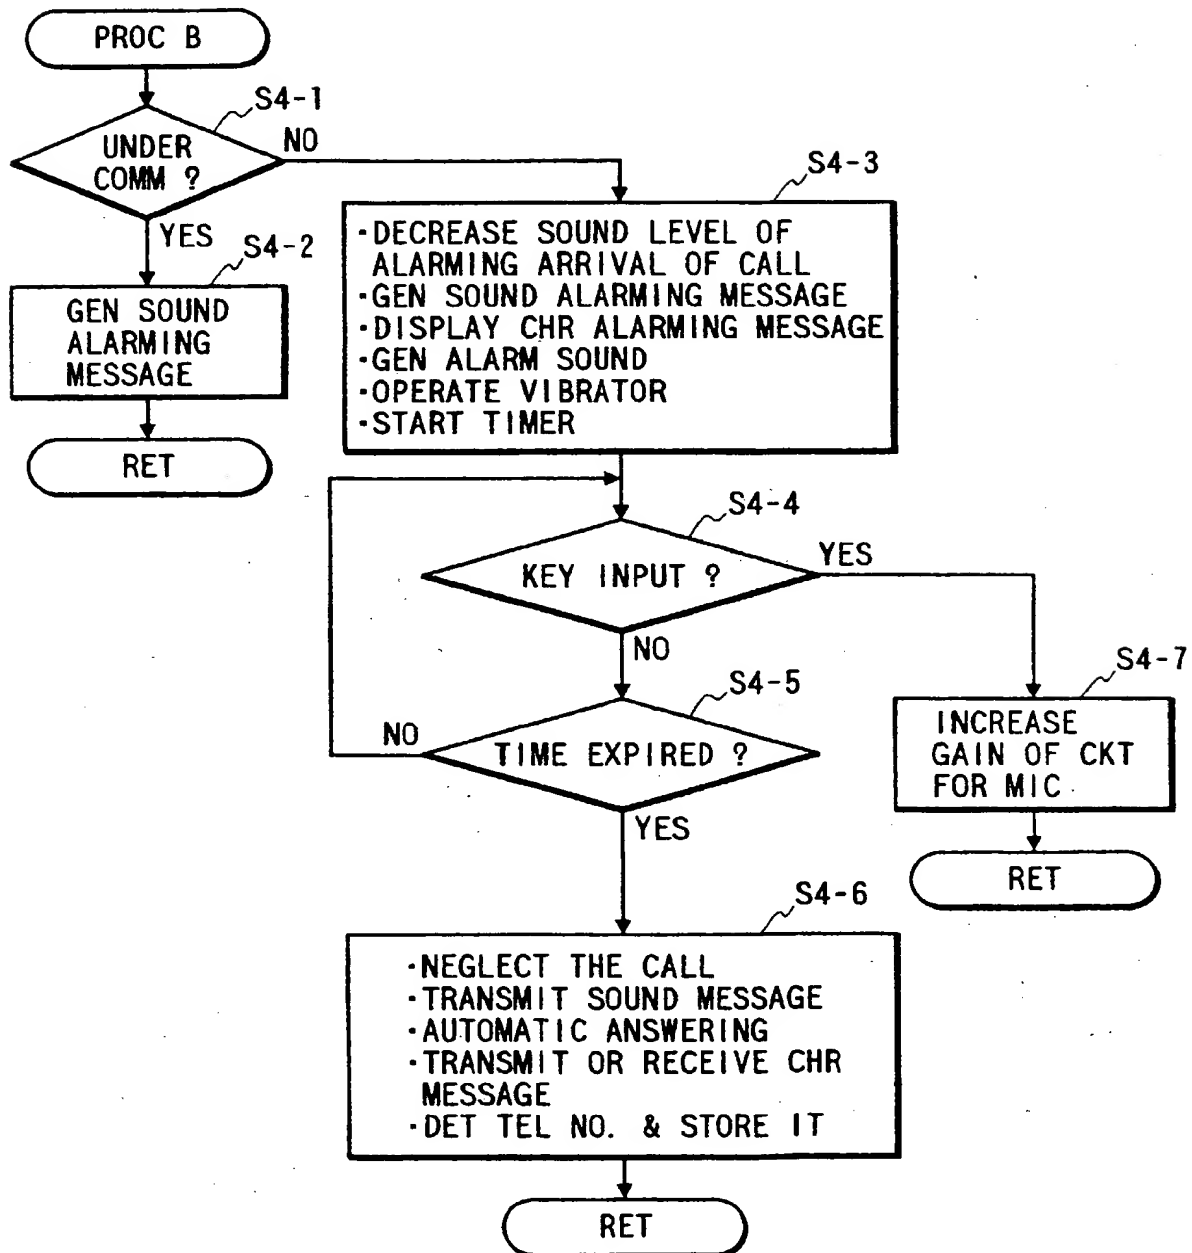 PROC B
S4-1
UNDER
COMM ?
NO
YES
S4-2
GEN SOUND
ALARMING
MESSAGE
RET
S4-3
·DECREASE SOUND LEVEL OF
ALARMING ARRIVAL OF CALL
·GEN SOUND ALARMING MESSAGE
·DISPLAY CHR ALARMING MESSAGE
·GEN ALARM SOUND
·OPERATE VIBRATOR
·START TIMER
S4-4
KEY INPUT ?
YES
NO
S4-5
TIME EXPIRED ?
NO
YES
S4-7
INCREASE
GAIN OF CKT
FOR MIC
RET
S4-6
·NEGLECT THE CALL
·TRANSMIT SOUND MESSAGE
·AUTOMATIC ANSWERING
·TRANSMIT OR RECEIVE CHR
MESSAGE
·DET TEL NO. & STORE IT
RET